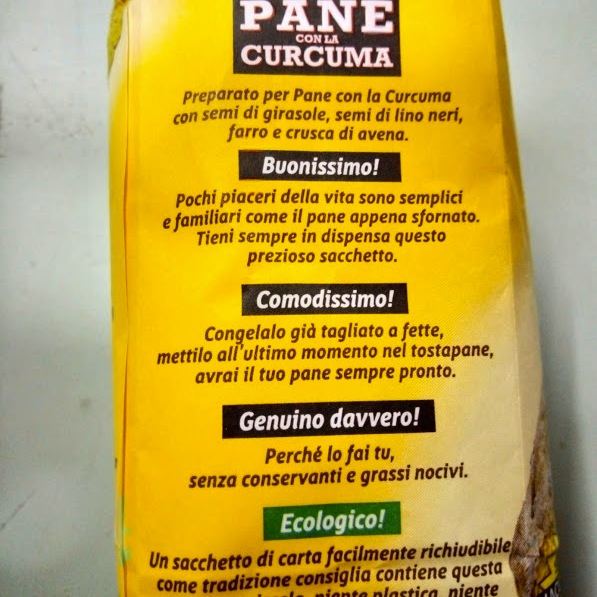 PANE
CON LA
CURCUMA
Preparato per Pane con la Curcuma
con semi di girasole, semi di lino neri,
farro e crusca di avena.
Buonissimo!
Pochi piaceri della vita sono semplici
e familiari come il pane appena sfornato.
Tieni sempre in dispensa questo
prezioso sacchetto.
Comodissimo!
Congelalo già tagliato a fette,
mettilo all'ultimo momento nel tostapane,
avrai il tuo pane sempre pronto.
Genuino davvero!
Perché lo fai tu,
senza conservanti e grassi nocivi.
Ecologico!
Un sacchetto di carta facilmente richiudibile
come tradizione consiglia contiene questa
niente plastica, niente